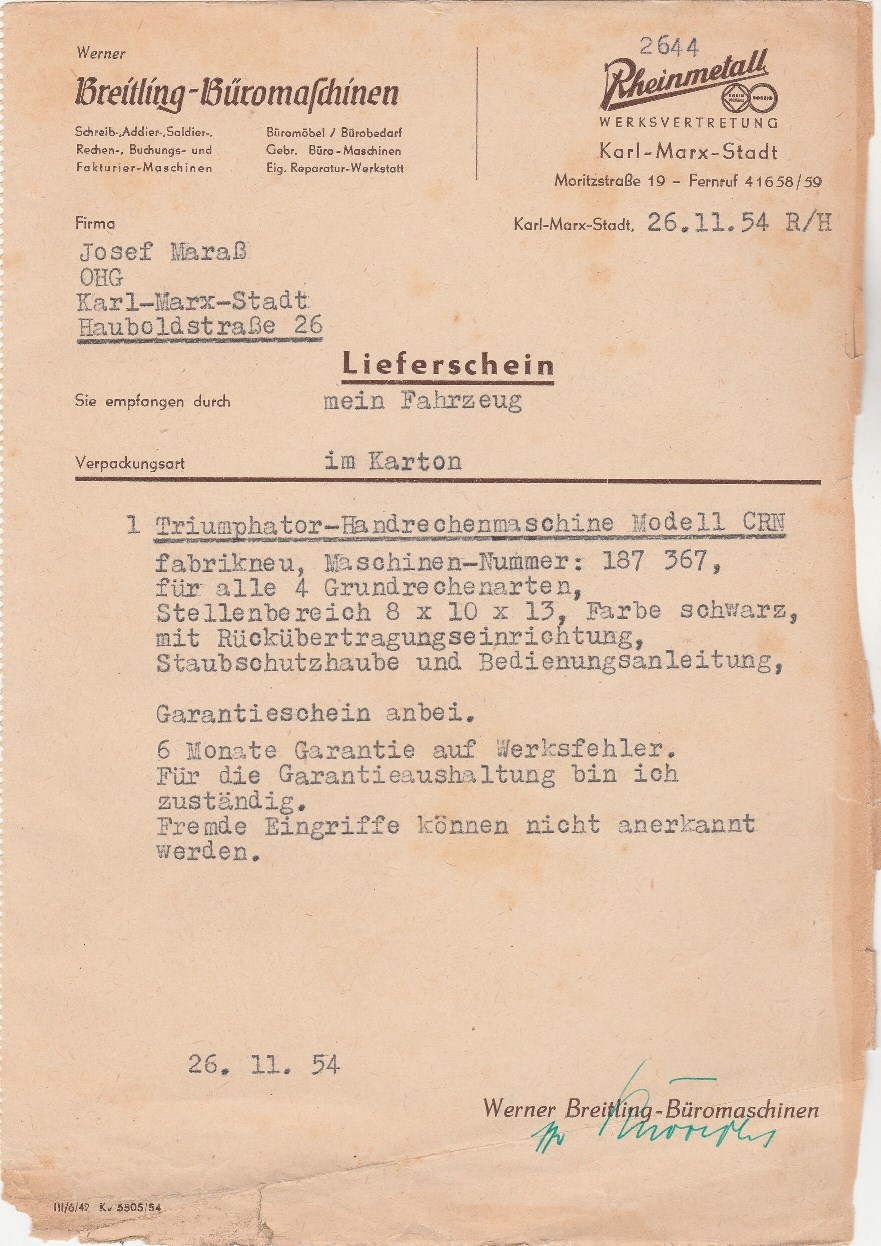 Werner
Breitling-Büromaſchinen
Schreib-,Addier-,Saldier-,
Rechen-, Buchungs- und
Fakturier-Maschinen
Büromöbel / Bürobedarf
Gebr. Büro-Maschinen
Eig. Reparatur-Werkstatt
2644
Rheinmetall
WERKSVERTRETUNG
Karl-Marx-Stadt
Moritzstraße 19 – Fernruf 41658/59
Karl-Marx-Stadt, 26.11.54 R/H
Firma
Josef Maraß
OHG
Karl-Marx-Stadt
Hauboldstraße 26
Lieferschein
Sie empfangen durch mein Fahrzeug
Verpackungsart im Karton
1 Triumphator-Handrechenmaschine Modell CRN
fabrikneu, Maschinen-Nummer: 187 367,
für alle 4 Grundrechenarten,
Stellenbereich 8 x 10 x 13, Farbe schwarz,
mit Rückübertragungseinrichtung,
Staubschutzhaube und Bedienungsanleitung,
Garantieschein anbei.
6 Monate Garantie auf Werksfehler.
Für die Garantieaushaltung bin ich
zuständig.
Fremde Eingriffe können nicht anerkannt
werden.
26. 11. 54
Werner Breitling-Büromaschinen
III/6/42 5505/54